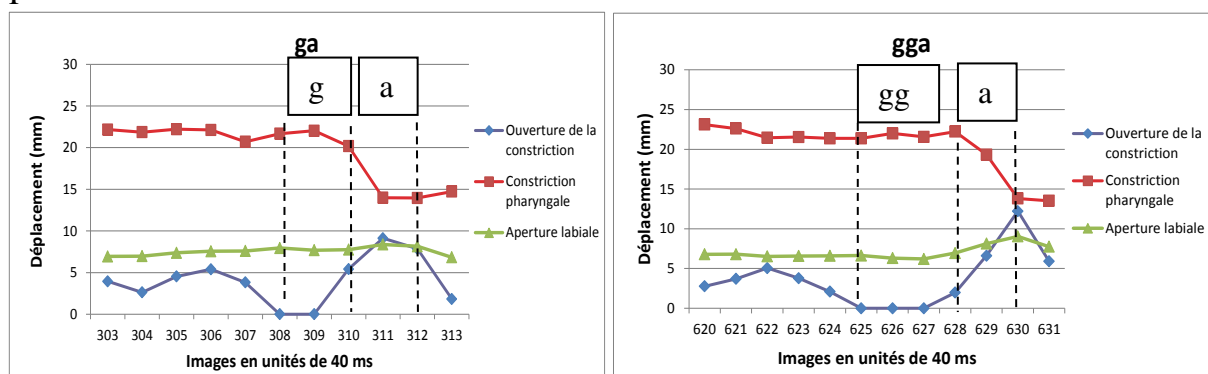 ga
g a
30
25
20
15
10
5
0
Déplacement (mm)
303 304 305 306 307 308 309 310 311 312 313
Images en unités de 40 ms
Ouverture de la
constriction
Constriction
pharyngale
Aperture labiale
gga
gg a
30
25
20
15
10
5
0
Déplacement (mm)
620 621 622 623 624 625 626 627 628 629 630 631
Images en unités de 40 ms
Ouverture de la
constriction
Constriction
pharyngale
Aperture labiale